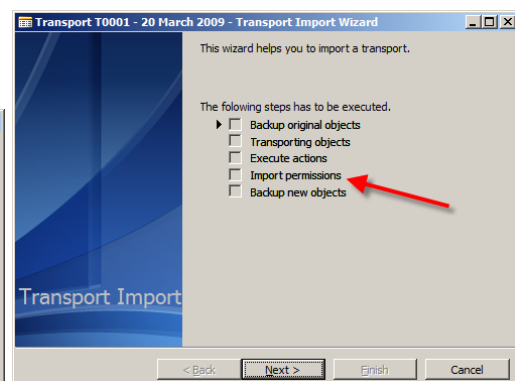 Transport T0001 - 20 March 2009 - Transport Import Wizard
This wizard helps you to import a transport.
The folowing steps has to be executed.
Backup original objects
Transporting objects
Execute actions
Import permissions
Backup new objects
Transport Import
< Back Next > Finish Cancel